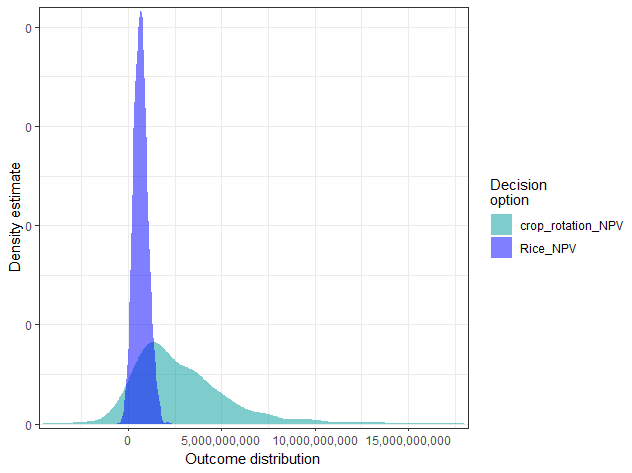 0
0
0
0
0
Density estimate
0
5,000,000,000
10,000,000,000
15,000,000,000
Outcome distribution
Decision
option
crop_rotation_NPV
Rice_NPV